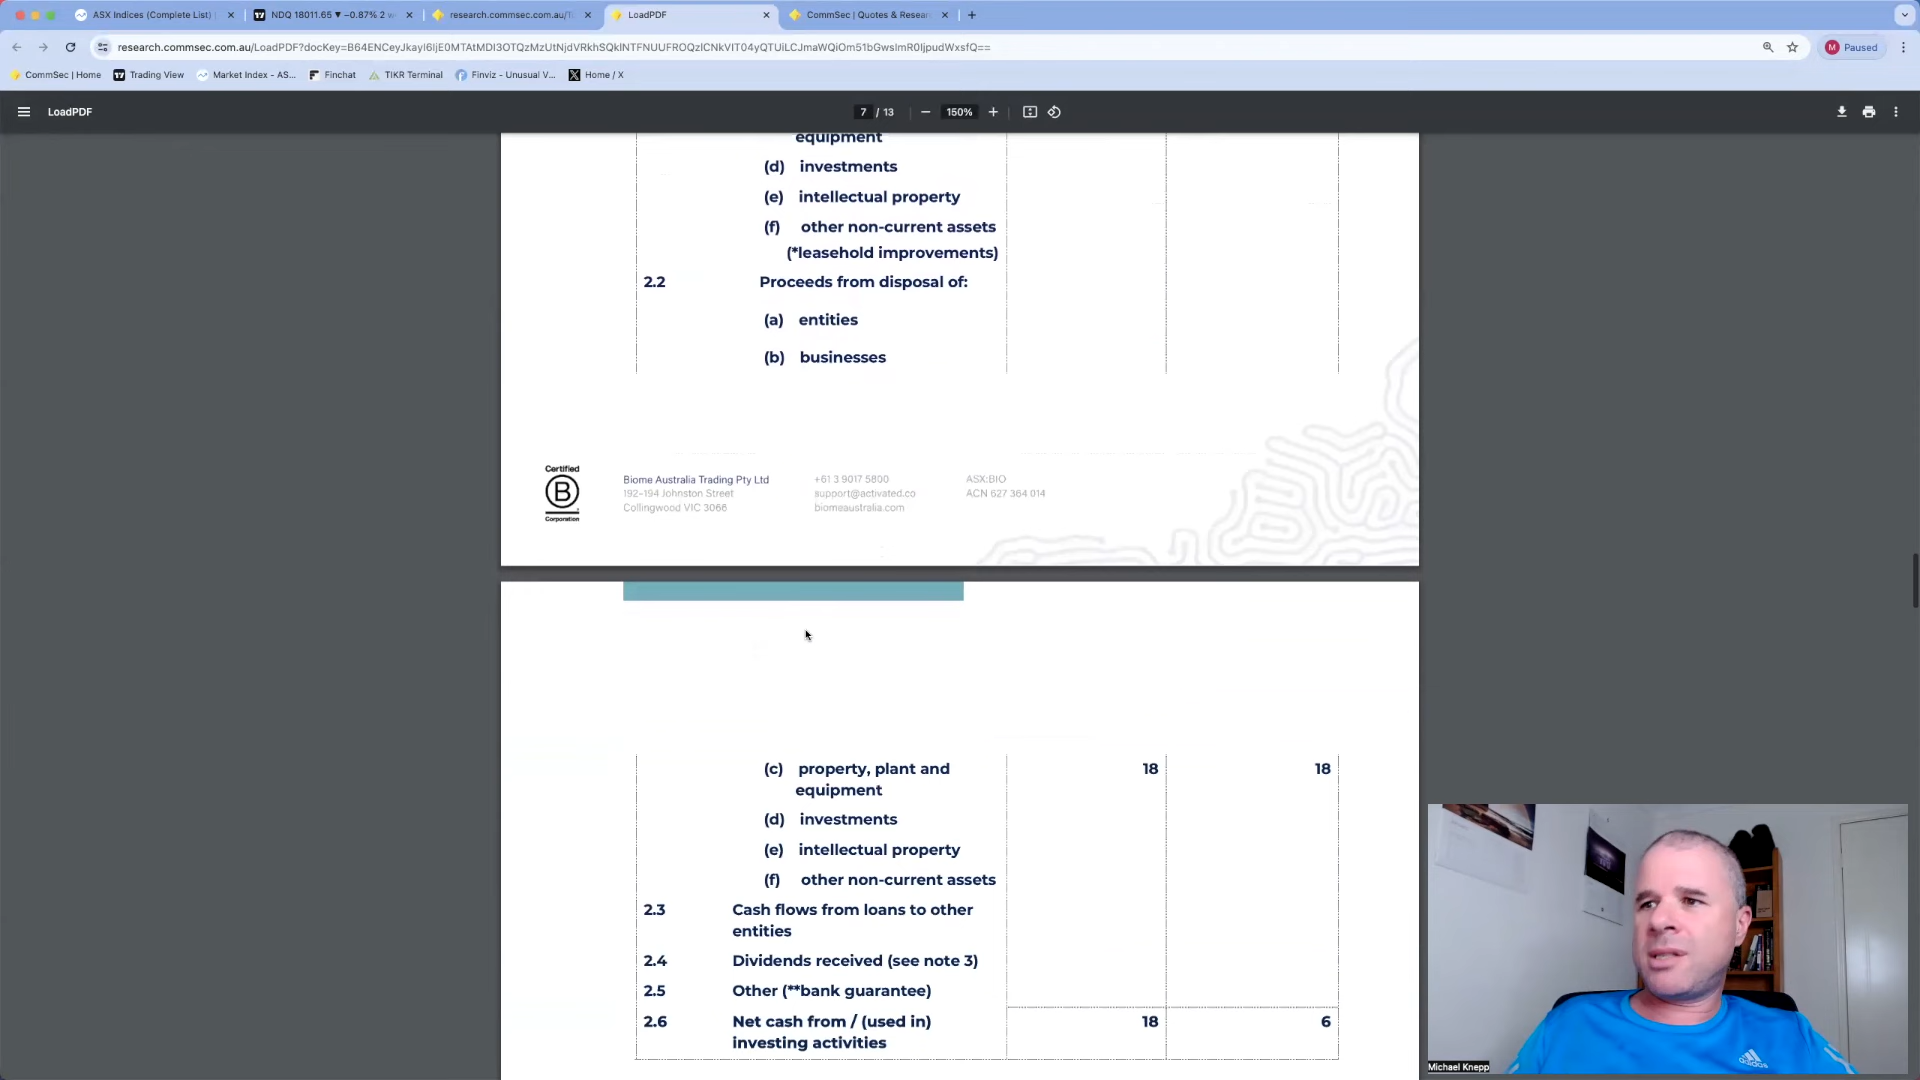 ASX Indices (Complete List)
NDQ 18011.65 ▼ −0.87% 2
research.commsec.com.au/
LoadPDF
CommSec | Quotes & Resear
research.commsec.com.au/LoadPDF?docKey=
Paused
CommSec | Home
Trading View
Market Index - AS...
Finchat
TIKR Terminal
Finviz - Unusual V...
Home / X
LoadPDF
7 / 13
150%
equipment
(d) investments
(e) intellectual property
(f) other non-current assets
(*leasehold improvements)
2.2 Proceeds from disposal of:
(a) entities
(b) businesses
Certified
B
Corporation
Biome Australia Trading Pty Ltd
192–194 Johnston Street
Collingwood VIC 3066
+61 3 9017 5800
support@activated.co
biomeaustralia.com
ASX:BIO
ACN 627 364 014
(c) property, plant and 18 18
equipment
(d) investments
(e) intellectual property
(f) other non-current assets
2.3 Cash flows from loans to other
entities
2.4 Dividends received (see note 3)
2.5 Other (**bank guarantee)
2.6 Net cash from / (used in) 18 6
investing activities
adidas
Michael Knepp